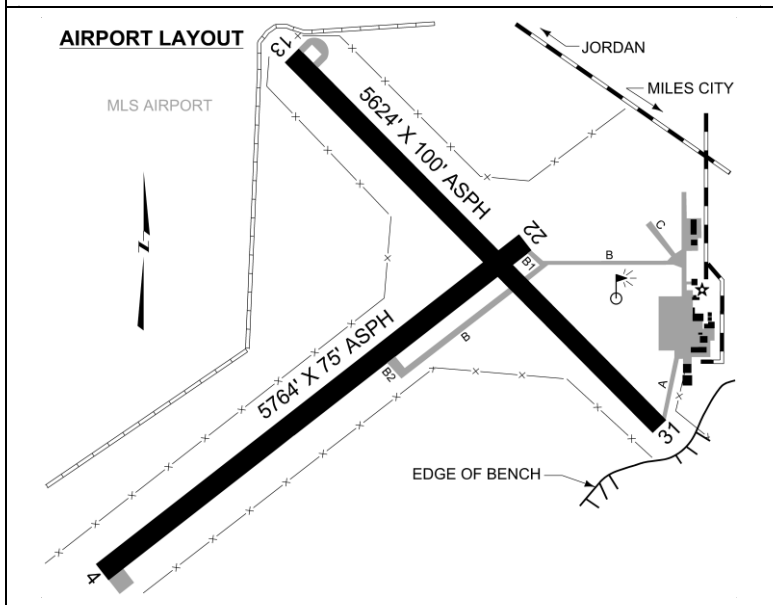 AIRPORT LAYOUT
MLS AIRPORT
JORDAN
MILES CITY
13
5624' X 100' ASPH
22
C
B
B1
N
B
B2
5764' X 75' ASPH
A
31
EDGE OF BENCH
4